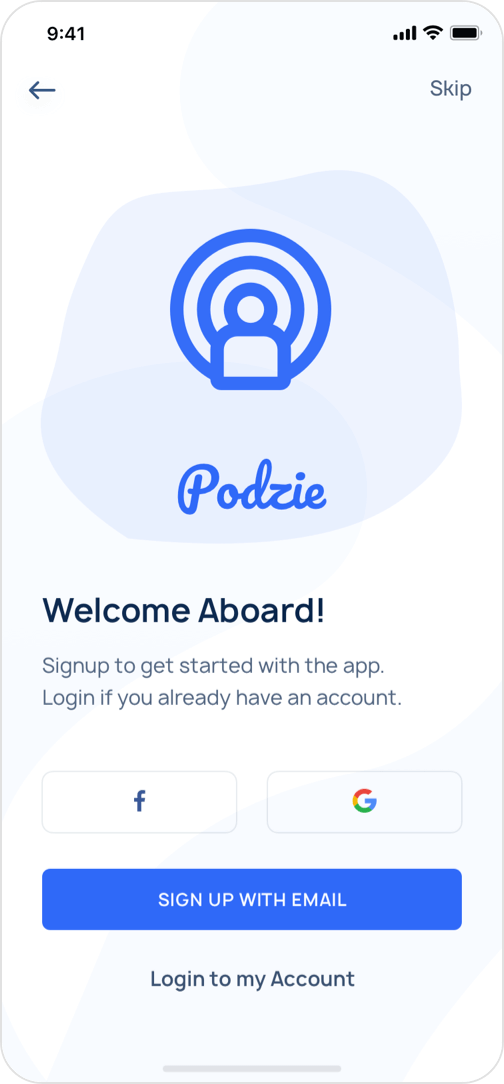 9:41
Skip
Podzie
Welcome Aboard!
Signup to get started with the app.
Login if you already have an account.
SIGN UP WITH EMAIL
Login to my Account